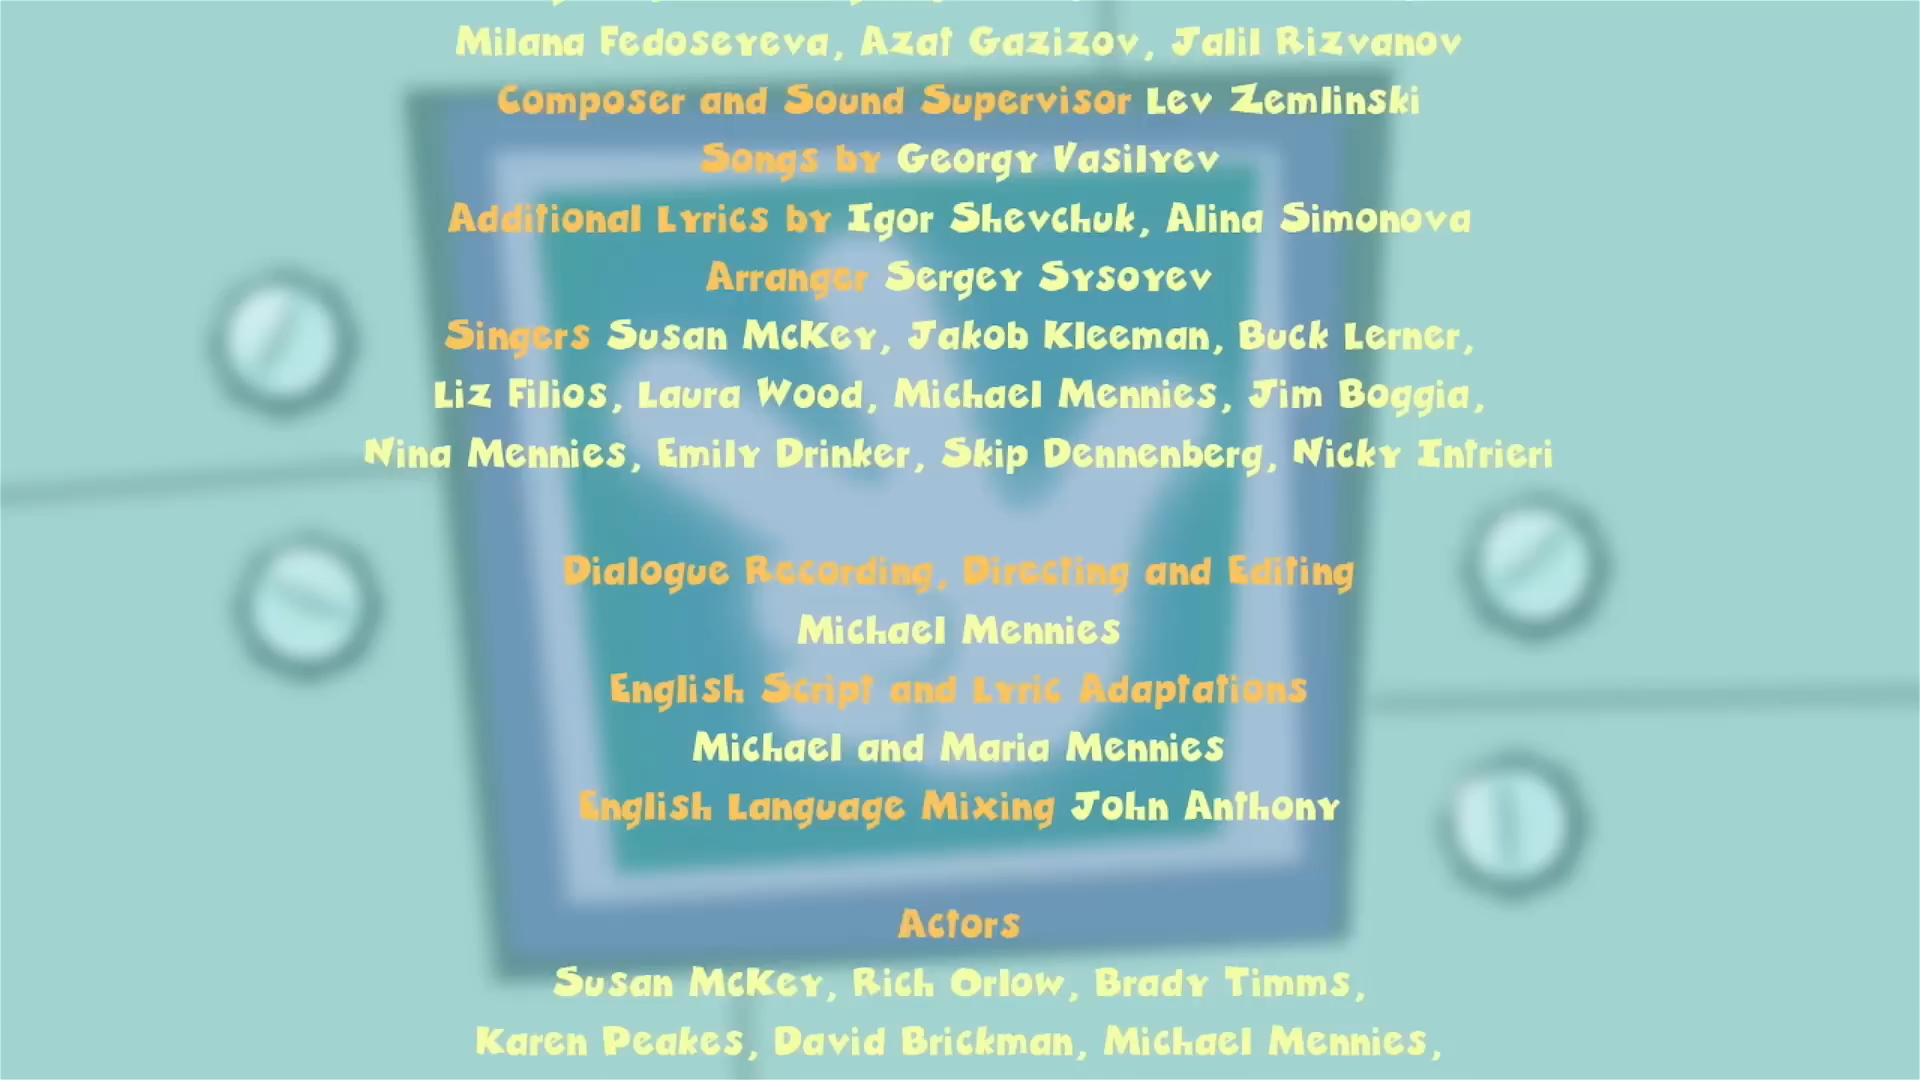 Milana Fedoseyeva, Azat Gazizov, Jalil Rizvanov
Composer and Sound Supervisor Lev Zemlinski
Songs by Georgy Vasilyev
Additional Lyrics by Igor Shevchuk, Alina Simonova
Arranger Sergey Sysoyev
Singers Susan McKey, Jakob Kleeman, Buck Lerner,
Liz Filios, Laura Wood, Michael Mennies, Jim Boggia,
Nina Mennies, Emily Drinker, Skip Dennenberg, Nicky Intrieri
Dialogue Recording, Directing and Editing
Michael Mennies
English Script and Lyric Adaptations
Michael and Maria Mennies
English Language Mixing John Anthony
Actors
Susan McKey, Rich Orlow, Brady Timms,
Karen Peakes, David Brickman, Michael Mennies,